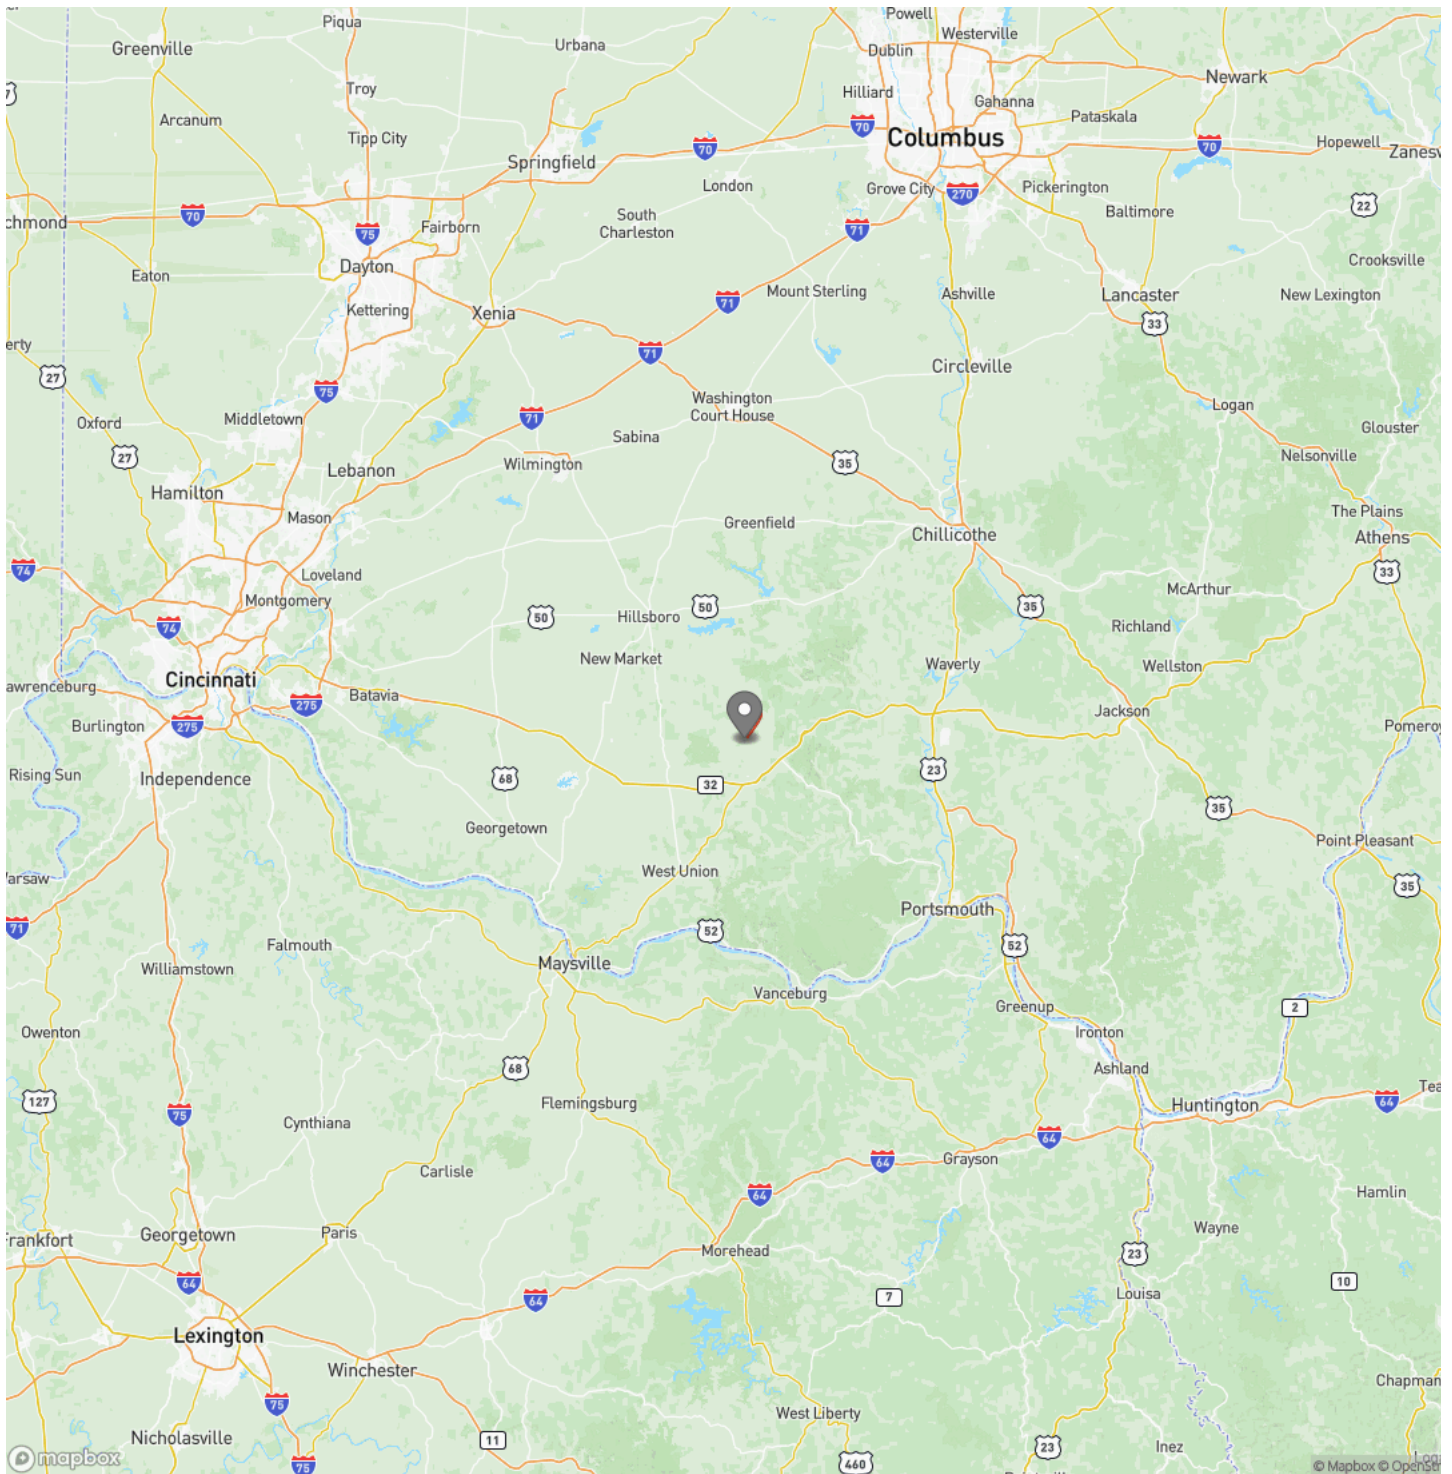 Piqua
Powell
Westerville
Greenville
Urbana
Dublin
Newark
Troy
Hilliard
Gahanna
Arcanum
Pataskala
70
Tipp City
Columbus
Hopewell
70
70
Zanesv
Springfield
London
Grove City
270
Pickerington
Baltimore
22
chmond
70
75
Fairborn
South
Charleston
71
Dayton
Eaton
Crooksville
Kettering
Xenia
71
Mount Sterling
Ashville
Lancaster
New Lexington
33
erty
71
27
75
Circleville
Washington
Court House
Middletown
71
Logan
Oxford
Sabina
Glouster
27
Lebanon
Wilmington
35
Nelsonville
Hamilton
Mason
Greenfield
The Plains
Chillicothe
Athens
74
Loveland
33
Montgomery
McArthur
50
50
Hillsboro
35
74
Richland
New Market
Waverly
Wellston
Cincinnati
awrenceburg
Batavia
275
Burlington
275
Jackson
Pomeroy
Rising Sun
Independence
68
32
23
35
Georgetown
Point Pleasant
West Union
arsaw
35
71
Portsmouth
52
52
Falmouth
Maysville
Williamstown
Vanceburg
Greenup
2
Owenton
Ironton
68
Ashland
127
Tea
75
Flemingsburg
Huntington
64
Cynthiana
64
Carlisle
64
Grayson
64
Hamlin
Frankfort
Georgetown
Paris
Morehead
Wayne
23
64
64
7
Louisa
10
Lexington
Winchester
75
Chapman
West Liberty
Nicholasville
11
23
Inez
mapbox
75
460
© Mapbox © OpenStr